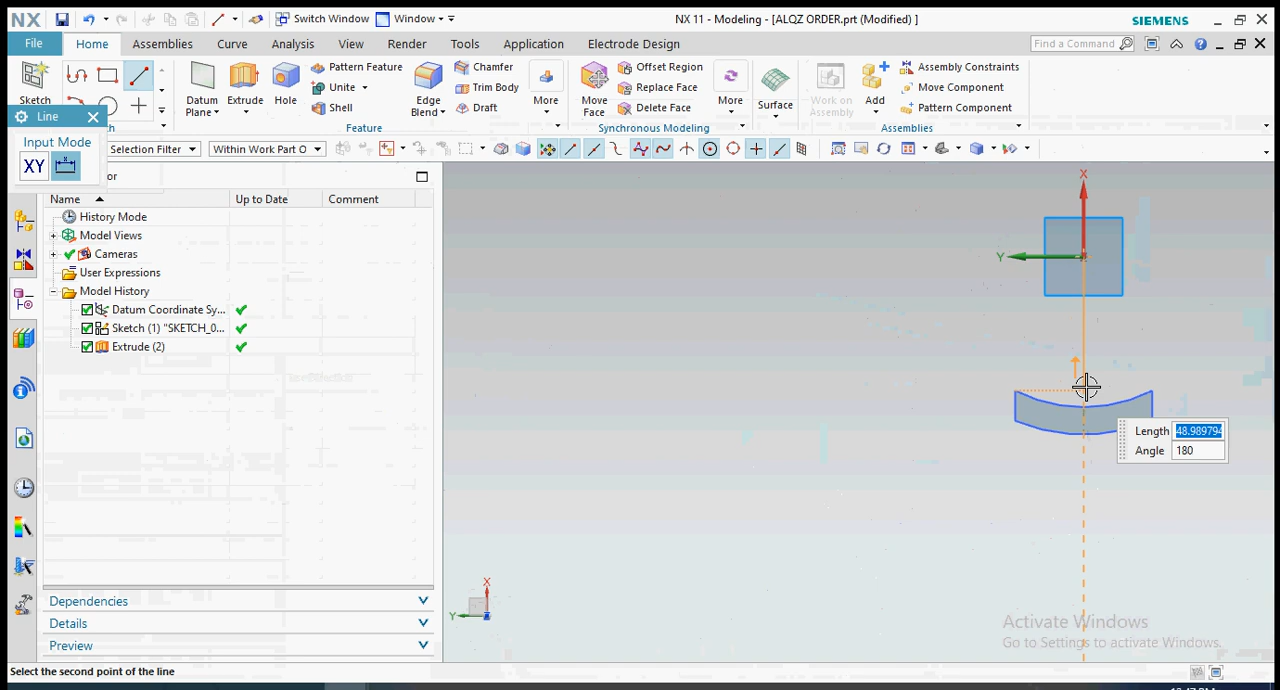 NX
Switch Window
Window
NX 11 - Modeling - [ALQZ ORDER.prt (Modified) ]
SIEMENS
File
Home
Assemblies
Curve
Analysis
View
Render
Tools
Application
Electrode Design
Find a Command
Sketch
Datum Plane
Extrude
Hole
Pattern Feature
Unite
Shell
Edge Blend
Chamfer
Trim Body
Draft
More
Move Face
Offset Region
Replace Face
Delete Face
More
Surface
Work on Assembly
Add
Assembly Constraints
Move Component
Pattern Component
Feature
Synchronous Modeling
Assemblies
Line
Input Mode
XY
Selection Filter
Within Work Part O
or
Name
Up to Date
Comment
History Mode
Model Views
Cameras
User Expressions
Model History
Datum Coordinate Sy...
Sketch (1) "SKETCH_0...
Extrude (2)
Dependencies
Details
Preview
X
Y
Length 48.989794
Angle 180
X
Y
Activate Windows
Go to Settings to activate Windows.
Select the second point of the line